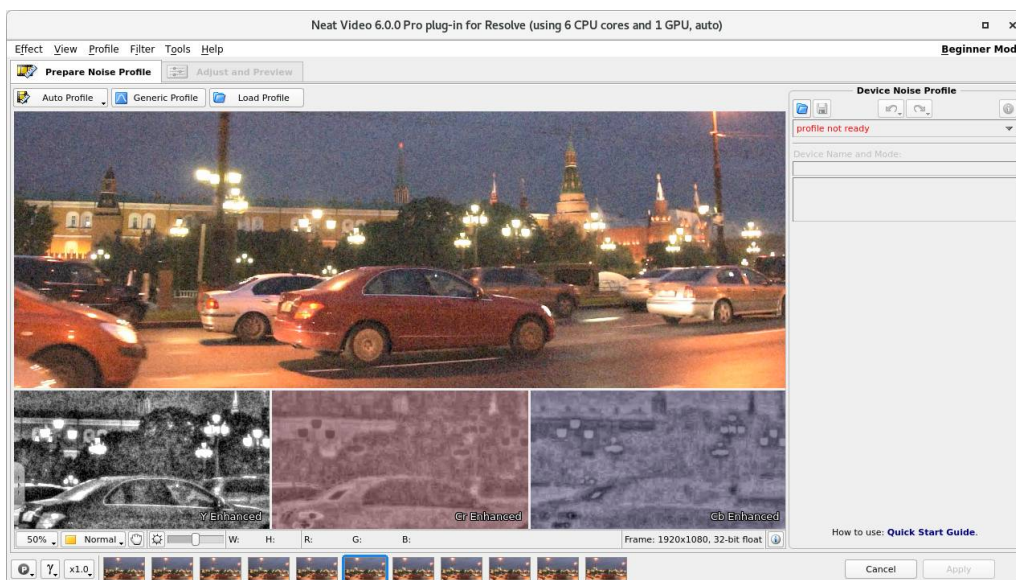 Neat Video 6.0.0 Pro plug-in for Resolve (using 6 CPU cores and 1 GPU, auto)
Effect View Profile Filter Tools Help Beginner Mod
Prepare Noise Profile Adjust and Preview
Auto Profile Generic Profile Load Profile
Device Noise Profile
profile not ready
Device Name and Mode:
Y Enhanced Cr Enhanced Cb Enhanced
How to use: Quick Start Guide.
50% Normal W: H: R: G: B: Frame: 1920x1080, 32-bit float
P γ x1.0 Cancel Apply